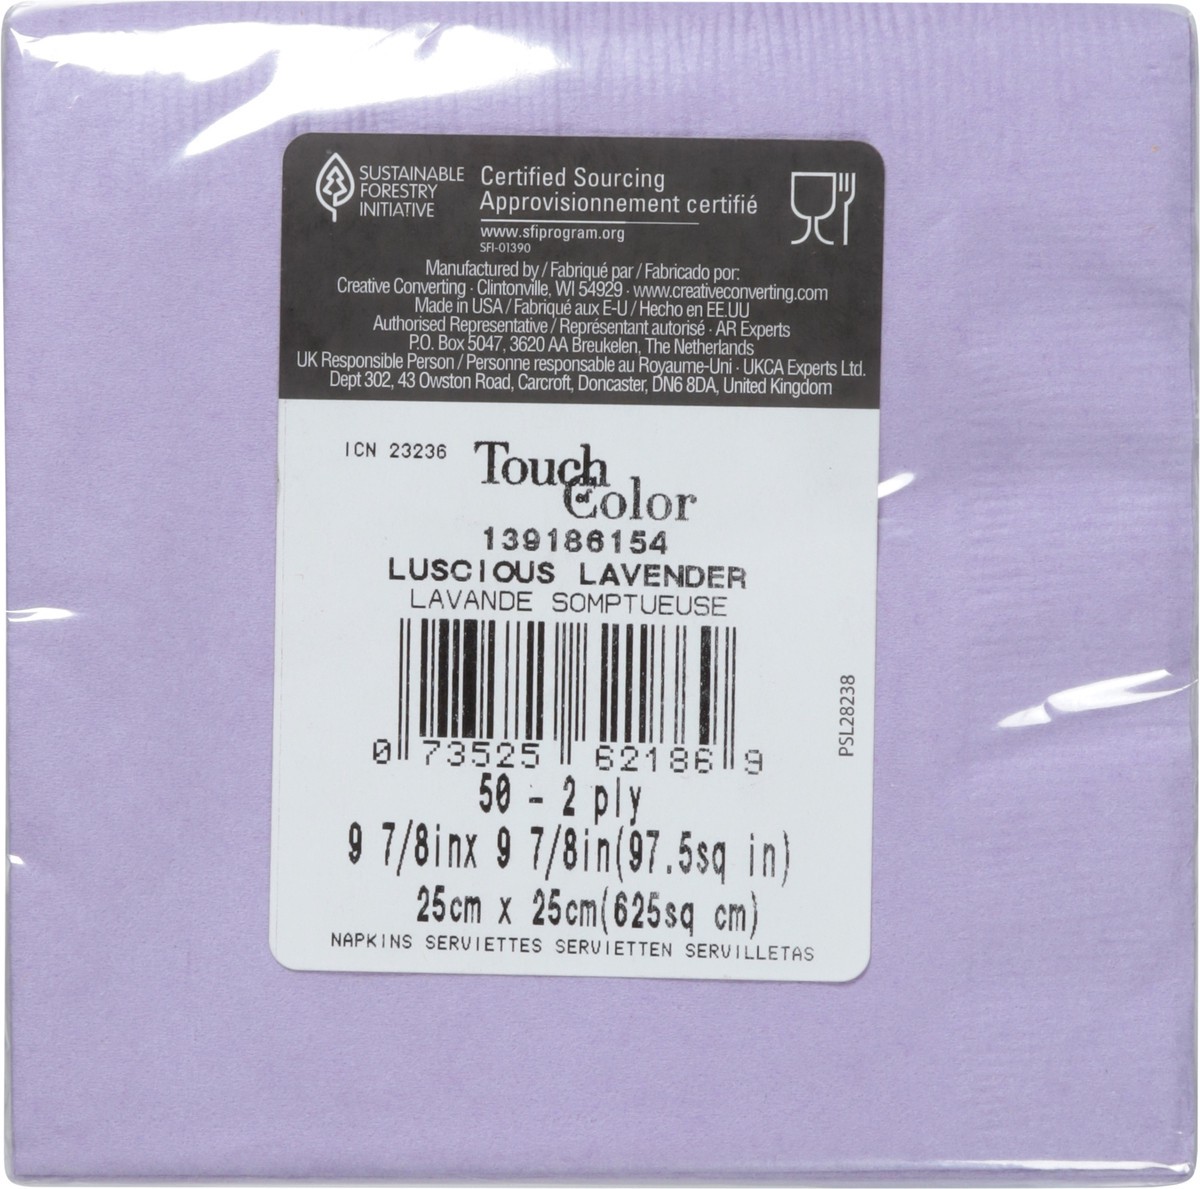 SUSTAINABLE
FORESTRY
INITIATIVE
Certified Sourcing
Approvisionnement certifié
www.sfiprogram.org
SFI-01390
Manufactured by / Fabriqué par / Fabricado por:
Creative Converting · Clintonville, WI 54929 · www.creativeconverting.com
Made in USA / Fabriqué aux E-U / Hecho en EE.UU
Authorised Representative / Représentant autorisé · AR Experts
P.O. Box 5047, 3620 AA Breukelen, The Netherlands
UK Responsible Person / Personne responsable au Royaume-Uni · UKCA Experts Ltd.
Dept 302, 43 Owston Road, Carcroft, Doncaster, DN6 8DA, United Kingdom
ICN 23236
Touch
of Color
139186154
LUSCIOUS LAVENDER
LAVANDE SOMPTUEUSE
0 73525 62186 9
PSL28238
50 - 2 ply
9 7/8inx 9 7/8in(97.5sq in)
25cm x 25cm(625sq cm)
NAPKINS SERVIETTES SERVIETTEN SERVILLETAS